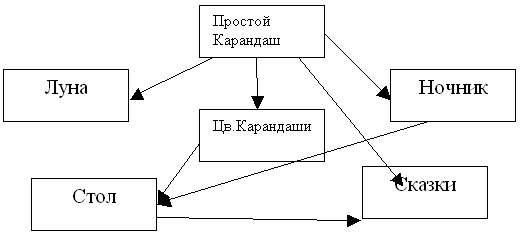 Простой
Карандаш
Луна
Ночник
Цв.Карандаши
Стол
Сказки